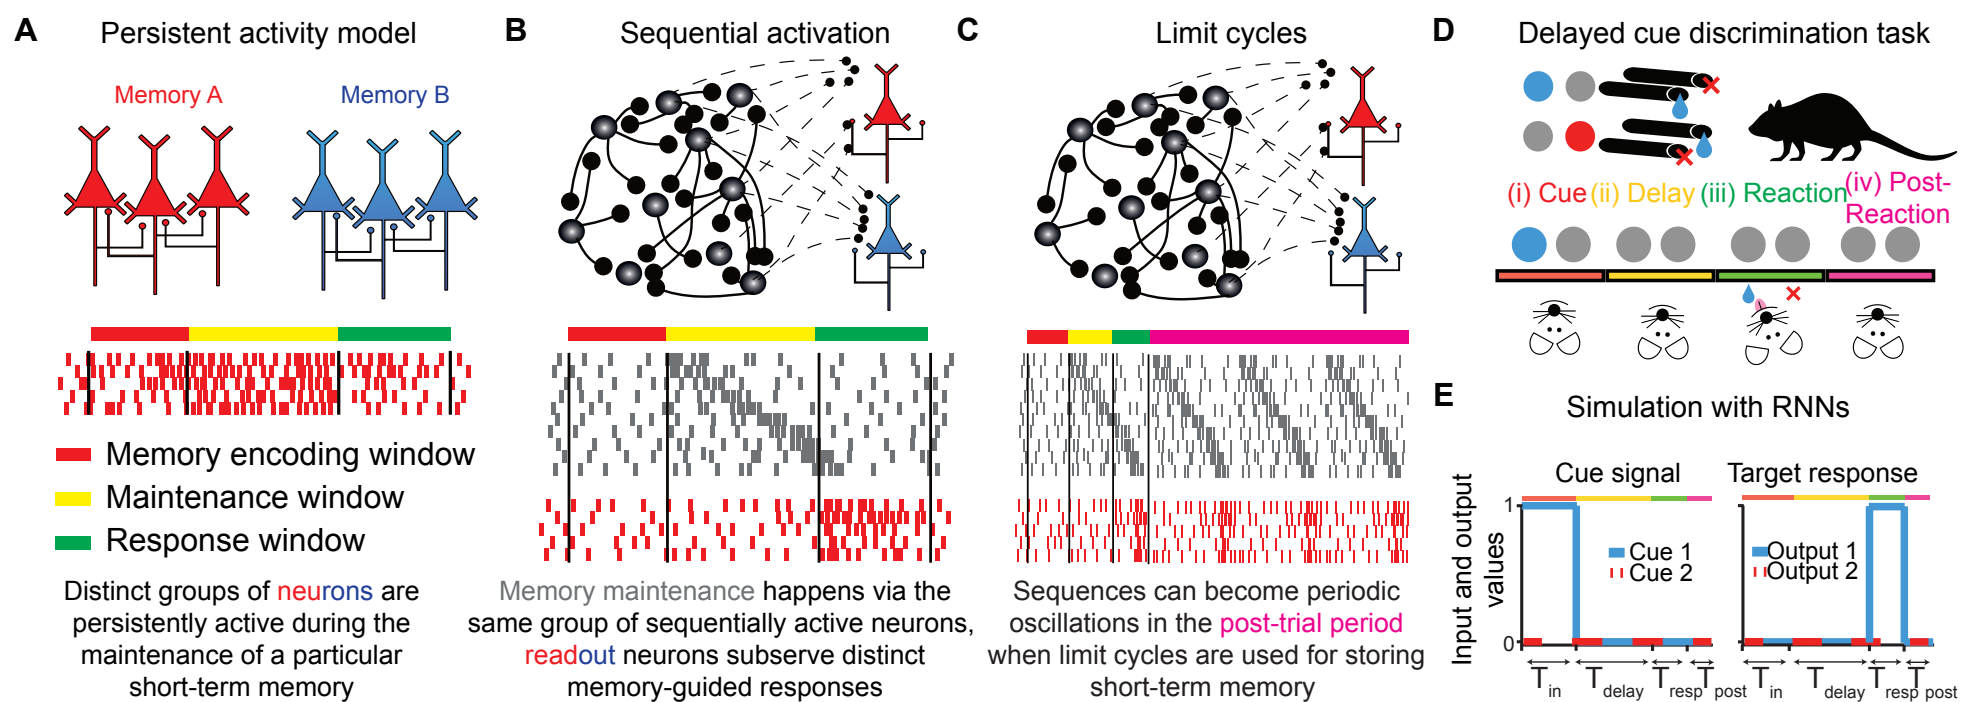 A
Persistent activity model
Memory A
Memory B
Memory encoding window
Maintenance window
Response window
Distinct groups of neurons are
persistently active during the
maintenance of a particular
short-term memory
B
Sequential activation
Memory maintenance happens via the
same group of sequentially active neurons,
readout neurons subserve distinct
memory-guided responses
C
Limit cycles
Sequences can become periodic
oscillations in the post-trial period
when limit cycles are used for storing
short-term memory
D
Delayed cue discrimination task
(i) Cue (ii) Delay (iii) Reaction (iv) Post-
Reaction
E
Simulation with RNNs
Cue signal
Target response
Input and output
values
1
0
Cue 1
Cue 2
Output 1
Output 2
T in T delay T resp T post
T in T delay T resp T post